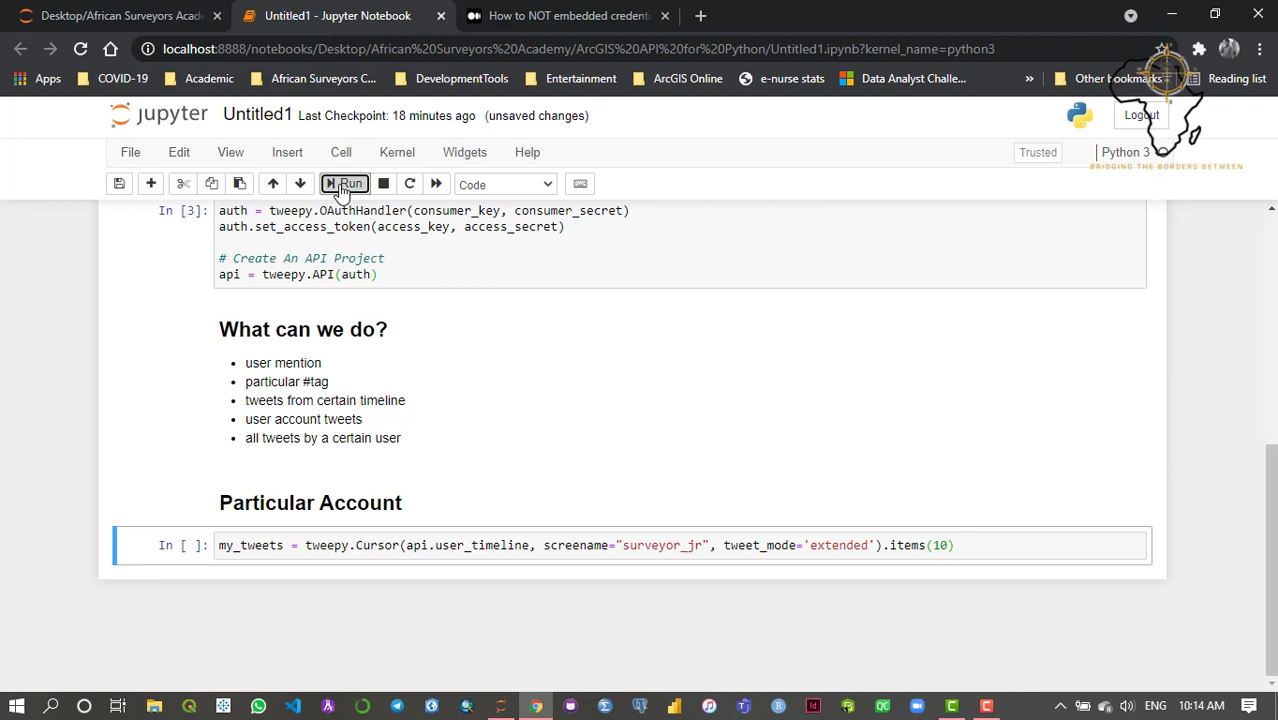 Desktop/African Surveyors Acade
Untitled1 - Jupyter Notebook
How to NOT embedded credenti
localhost:8888/notebooks/Desktop/African%20Surveyors%20Academy/ArcGIS%20API%20for%20Python/Untitled1.ipynb?kernel_name=python3
Apps
COVID-19
Academic
African Surveyors C...
DevelopmentTools
Entertainment
ArcGIS Online
e-nurse stats
Data Analyst Challe...
»
Other bookmarks
Reading list
jupyter Untitled1 Last Checkpoint: 18 minutes ago (unsaved changes)
Logout
File Edit View Insert Cell Kernel Widgets Help
Trusted
Python 3
BRIDGING THE BORDERS BETWEEN
Run
Code
In [3]:
auth = tweepy.OAuthHandler(consumer_key, consumer_secret)
auth.set_access_token(access_key, access_secret)
# Create An API Project
api = tweepy.API(auth)
What can we do?
• user mention
• particular #tag
• tweets from certain timeline
• user account tweets
• all tweets by a certain user
Particular Account
In [ ]:
my_tweets = tweepy.Cursor(api.user_timeline, screenname="surveyor_jr", tweet_mode='extended').items(10)
ENG
10:14 AM